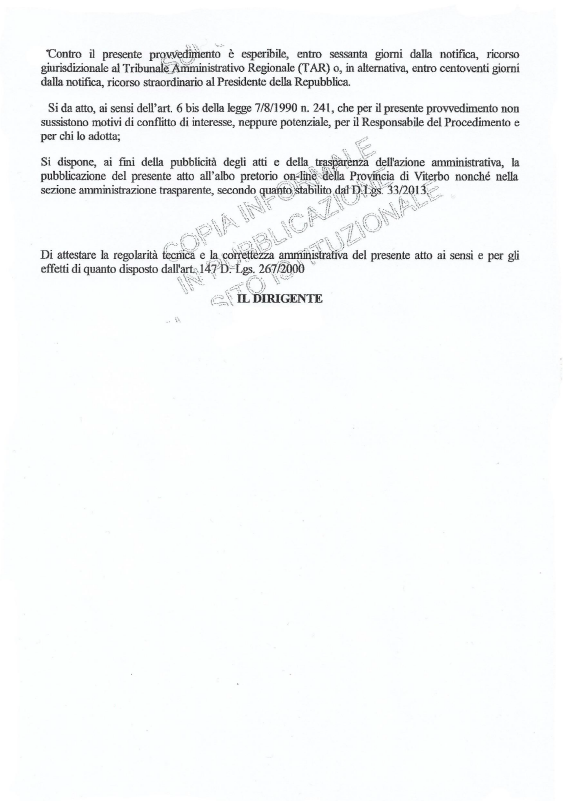 "Contro il presente provvedimento è esperibile, entro sessanta giorni dalla notifica, ricorso
giurisdizionale al Tribunale Amministrativo Regionale (TAR) o, in alternativa, entro centoventi giorni
dalla notifica, ricorso straordinario al Presidente della Repubblica.
Si da atto, ai sensi dell'art. 6 bis della legge 7/8/1990 n. 241, che per il presente provvedimento non
sussistono motivi di conflitto di interesse, neppure potenziale, per il Responsabile del Procedimento e
per chi lo adotta;
Si dispone, ai fini della pubblicità degli atti e della trasparenza dell'azione amministrativa, la
pubblicazione del presente atto all'albo pretorio on-line della Provincia di Viterbo nonché nella
sezione amministrazione trasparente, secondo quanto stabilito dal D.Lgs. 33/2013.
COPIA INFORMALE
IN PUBBLICAZIONE
SITO ISTITUZIONALE
Di attestare la regolarità tecnica e la correttezza amministrativa del presente atto ai sensi e per gli
effetti di quanto disposto dall'art. 147 D. Lgs. 267/2000
IL DIRIGENTE